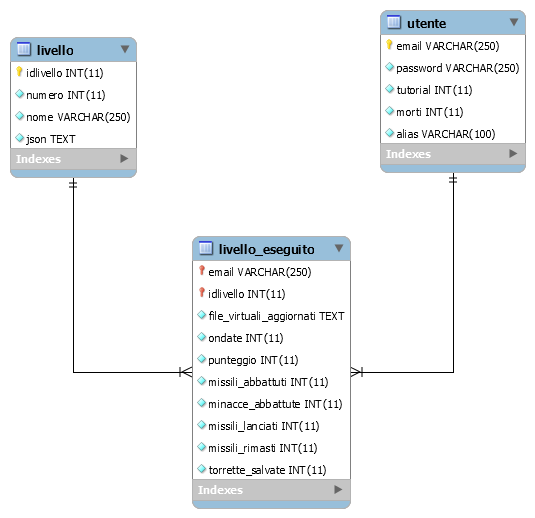 livello
idlivello INT(11)
numero INT(11)
nome VARCHAR(250)
json TEXT
Indexes
utente
email VARCHAR(250)
password VARCHAR(250)
tutorial INT(11)
morti INT(11)
alias VARCHAR(100)
Indexes
livello_eseguito
email VARCHAR(250)
idlivello INT(11)
file_virtuali_aggiornati TEXT
ondate INT(11)
punteggio INT(11)
missili_abbattuti INT(11)
minacce_abbattute INT(11)
missili_lanciati INT(11)
missili_rimasti INT(11)
torrette_salvate INT(11)
Indexes